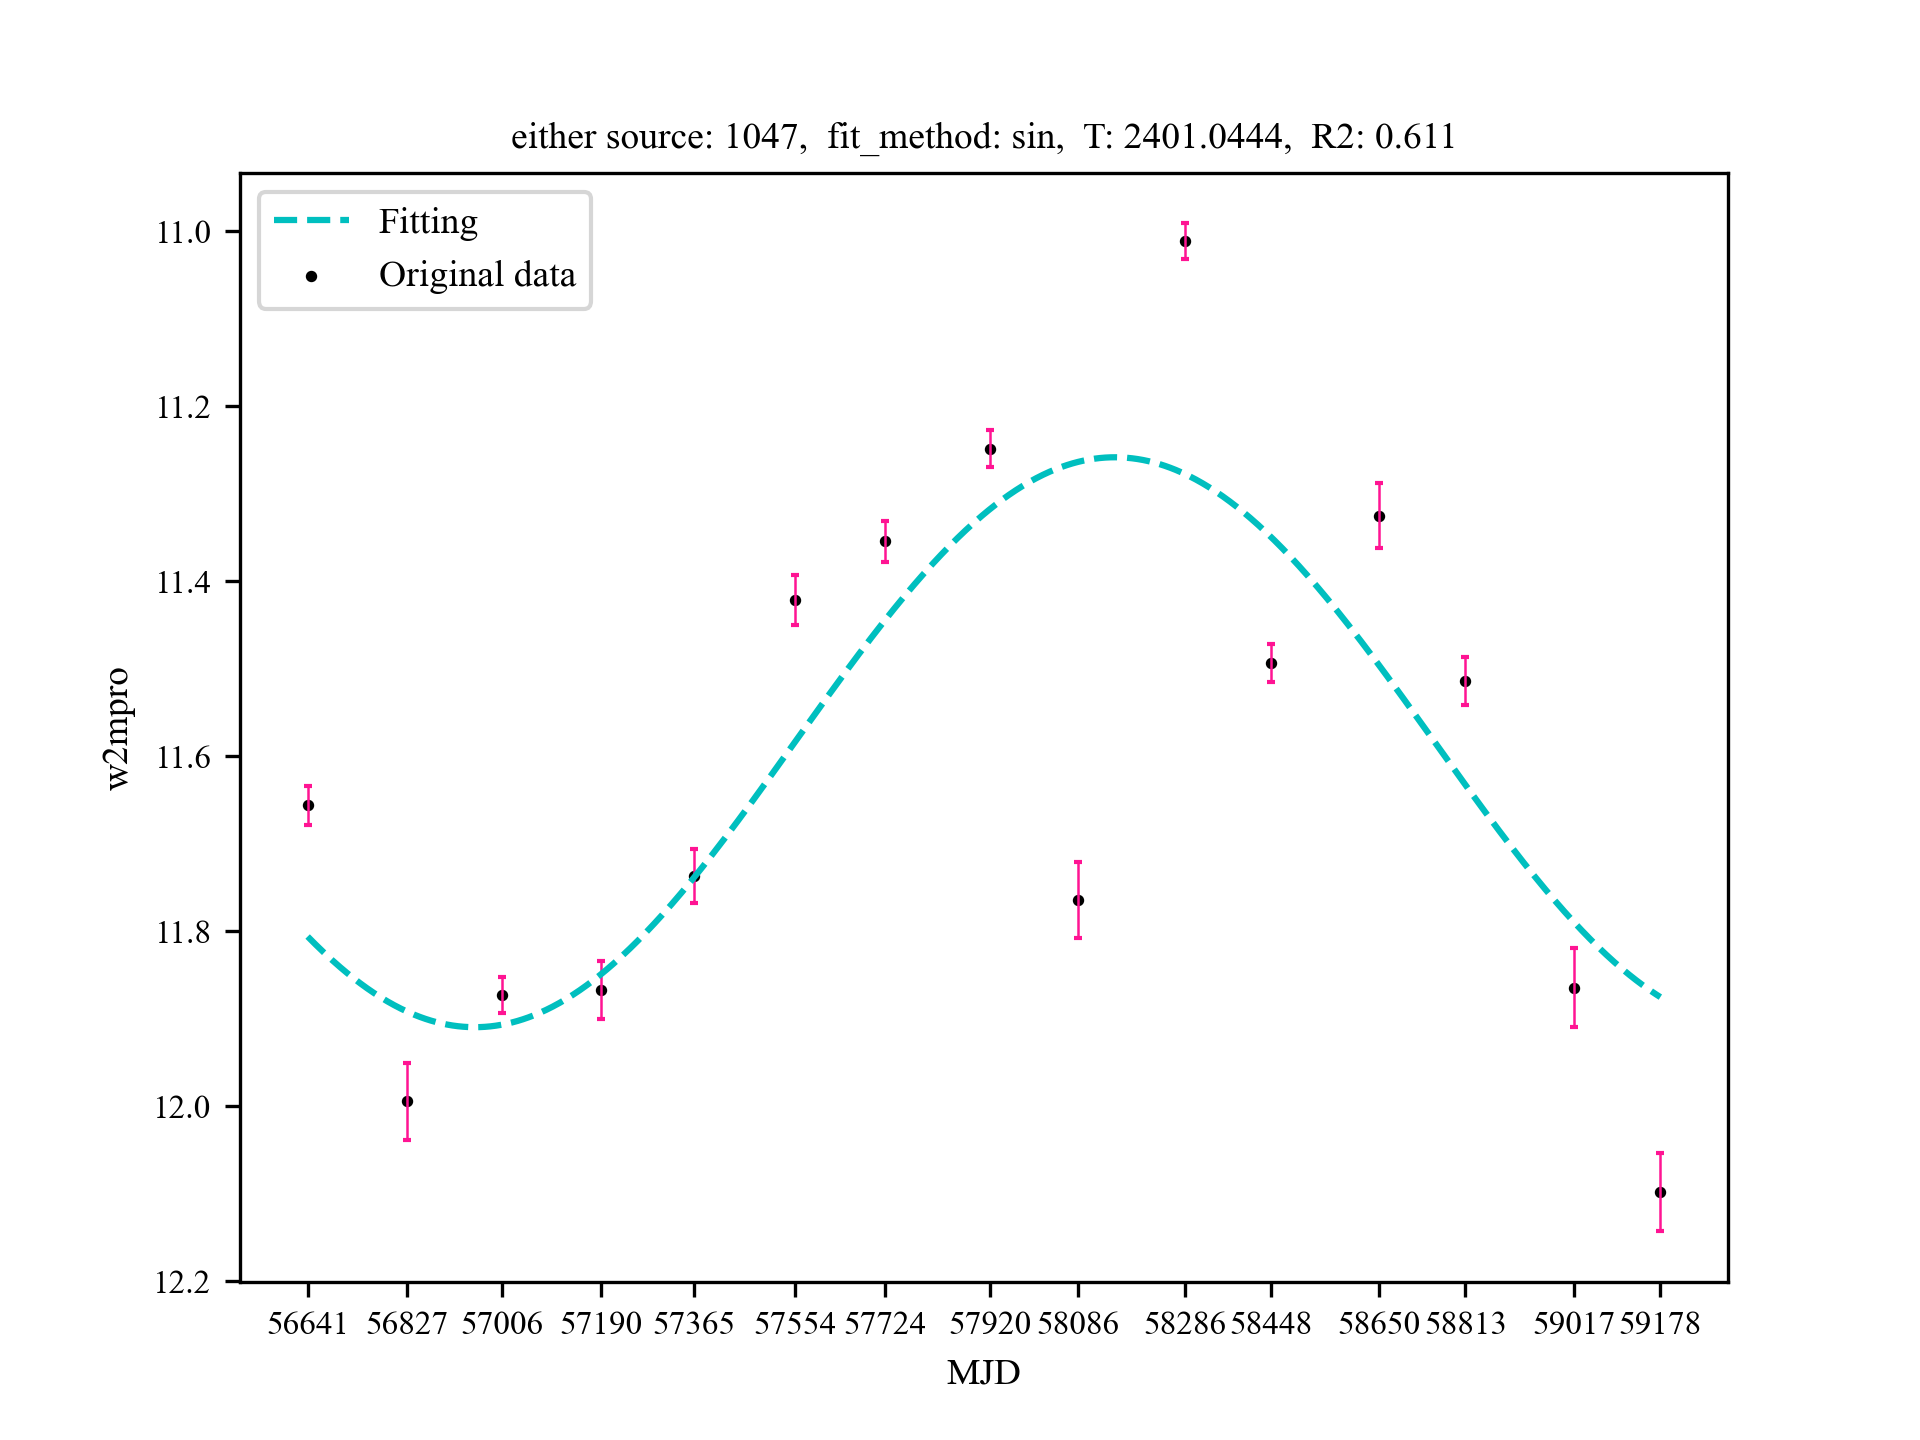 either source: 1047,  fit_method: sin,  T: 2401.0444,  R2: 0.611
Fitting
Original data
11.0
11.2
11.4
11.6
11.8
12.0
12.2
w2mpro
56641 56827 57006 57190 57365 57554 57724 57920 58086 58286 58448 58650 58813 59017 59178
MJD